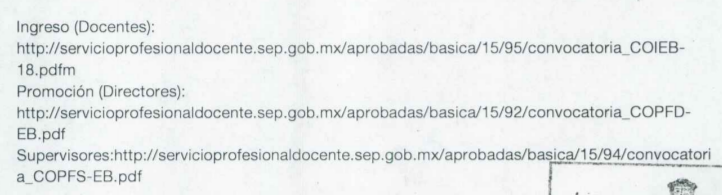 Ingreso (Docentes):
http://servicioprofesionaldocente.sep.gob.mx/aprobadas/basica/15/95/convocatoria_COIEB-
18.pdfm
Promoción (Directores):
http://servicioprofesionaldocente.sep.gob.mx/aprobadas/basica/15/92/convocatoria_COPFD-
EB.pdf
Supervisores:http://servicioprofesionaldocente.sep.gob.mx/aprobadas/basica/15/94/convocatori
a_COPFS-EB.pdf